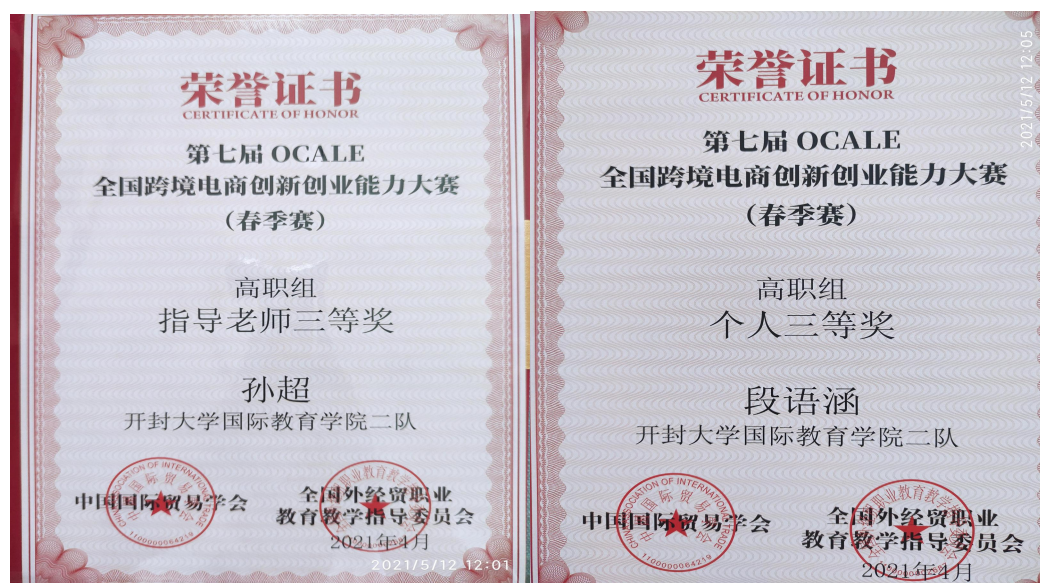 荣誉证书
CERTIFICATE OF HONOR
第七届 OCALE
全国跨境电商创新创业能力大赛
(春季赛)
高职组
指导老师三等奖
孙超
开封大学国际教育学院二队
中国国际贸易学会
全国外经贸职业
教育教学指导委员会
2021年4月
2021/5/12 12:01
荣誉证书
CERTIFICATE OF HONOR
第七届 OCALE
全国跨境电商创新创业能力大赛
(春季赛)
高职组
个人三等奖
段语涵
开封大学国际教育学院二队
中国国际贸易学会
全国外经贸职业
教育教学指导委员会
2021年4月
2021/5/12 12:05